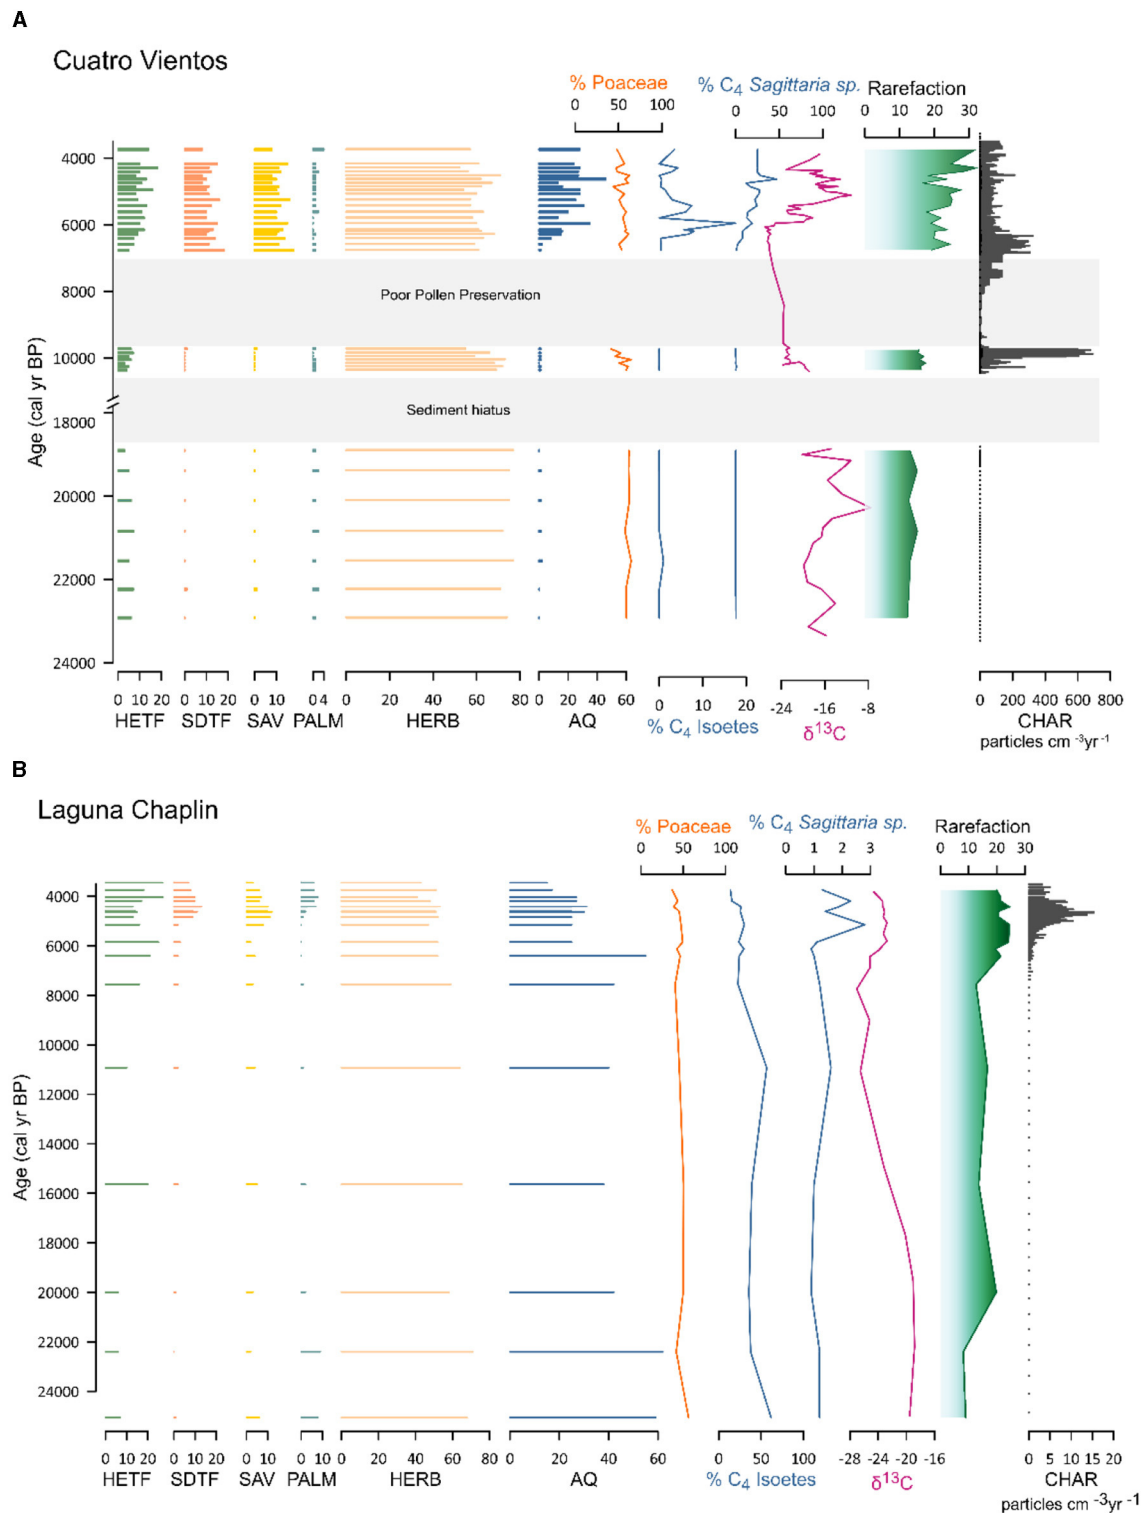 A
Cuatro Vientos
% Poaceae
0 50 100
% C4 Sagittaria sp.
0 50 100
Rarefaction
0 10 20 30
4000
6000
8000
10000
18000
20000
22000
24000
Age (cal yr BP)
Poor Pollen Preservation
Sediment hiatus
0 10 20
HETF
0 10 20
SDTF
0 10
SAV
0 4
PALM
0 20 40 60 80
HERB
0 20 40 60
AQ
0 10 20
% C4 Isoetes
-24 -16 -8
δ13C
0 200 400 600 800
CHAR
particles cm -3yr -1
B
Laguna Chaplin
% Poaceae
0 50 100
% C4 Sagittaria sp.
0 1 2 3
Rarefaction
0 10 20 30
4000
6000
8000
10000
12000
14000
16000
18000
20000
22000
24000
Age (cal yr BP)
0 10 20
HETF
0 10 20
SDTF
0 10
SAV
0 10
PALM
0 20 40 60 80
HERB
0 20 40 60
AQ
0 50 100
% C4 Isoetes
-28 -24 -20 -16
δ13C
0 5 10 15 20
CHAR
particles cm -3yr -1